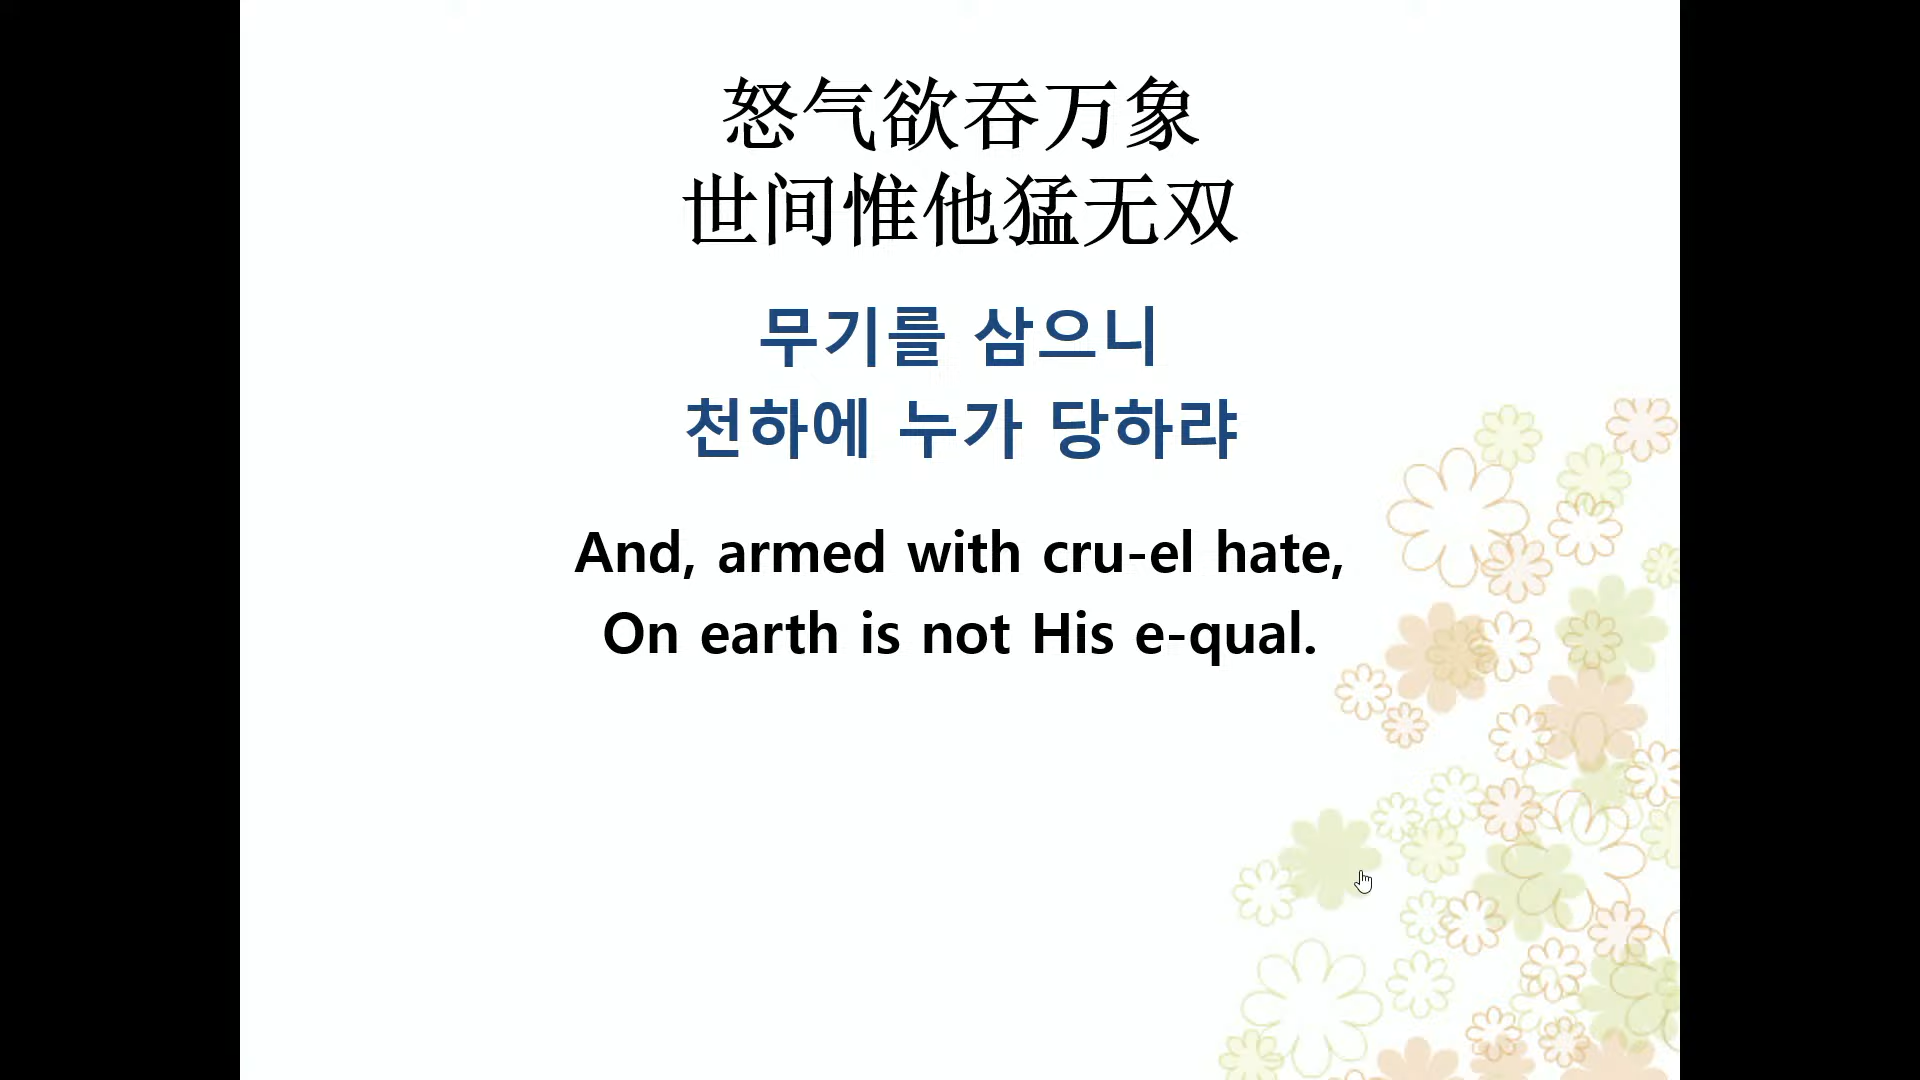 怒气欲吞万象
世间惟他猛无双
무기를 삼으니
천하에 누가 당하랴
And, armed with cru-el hate,
On earth is not His e-qual.